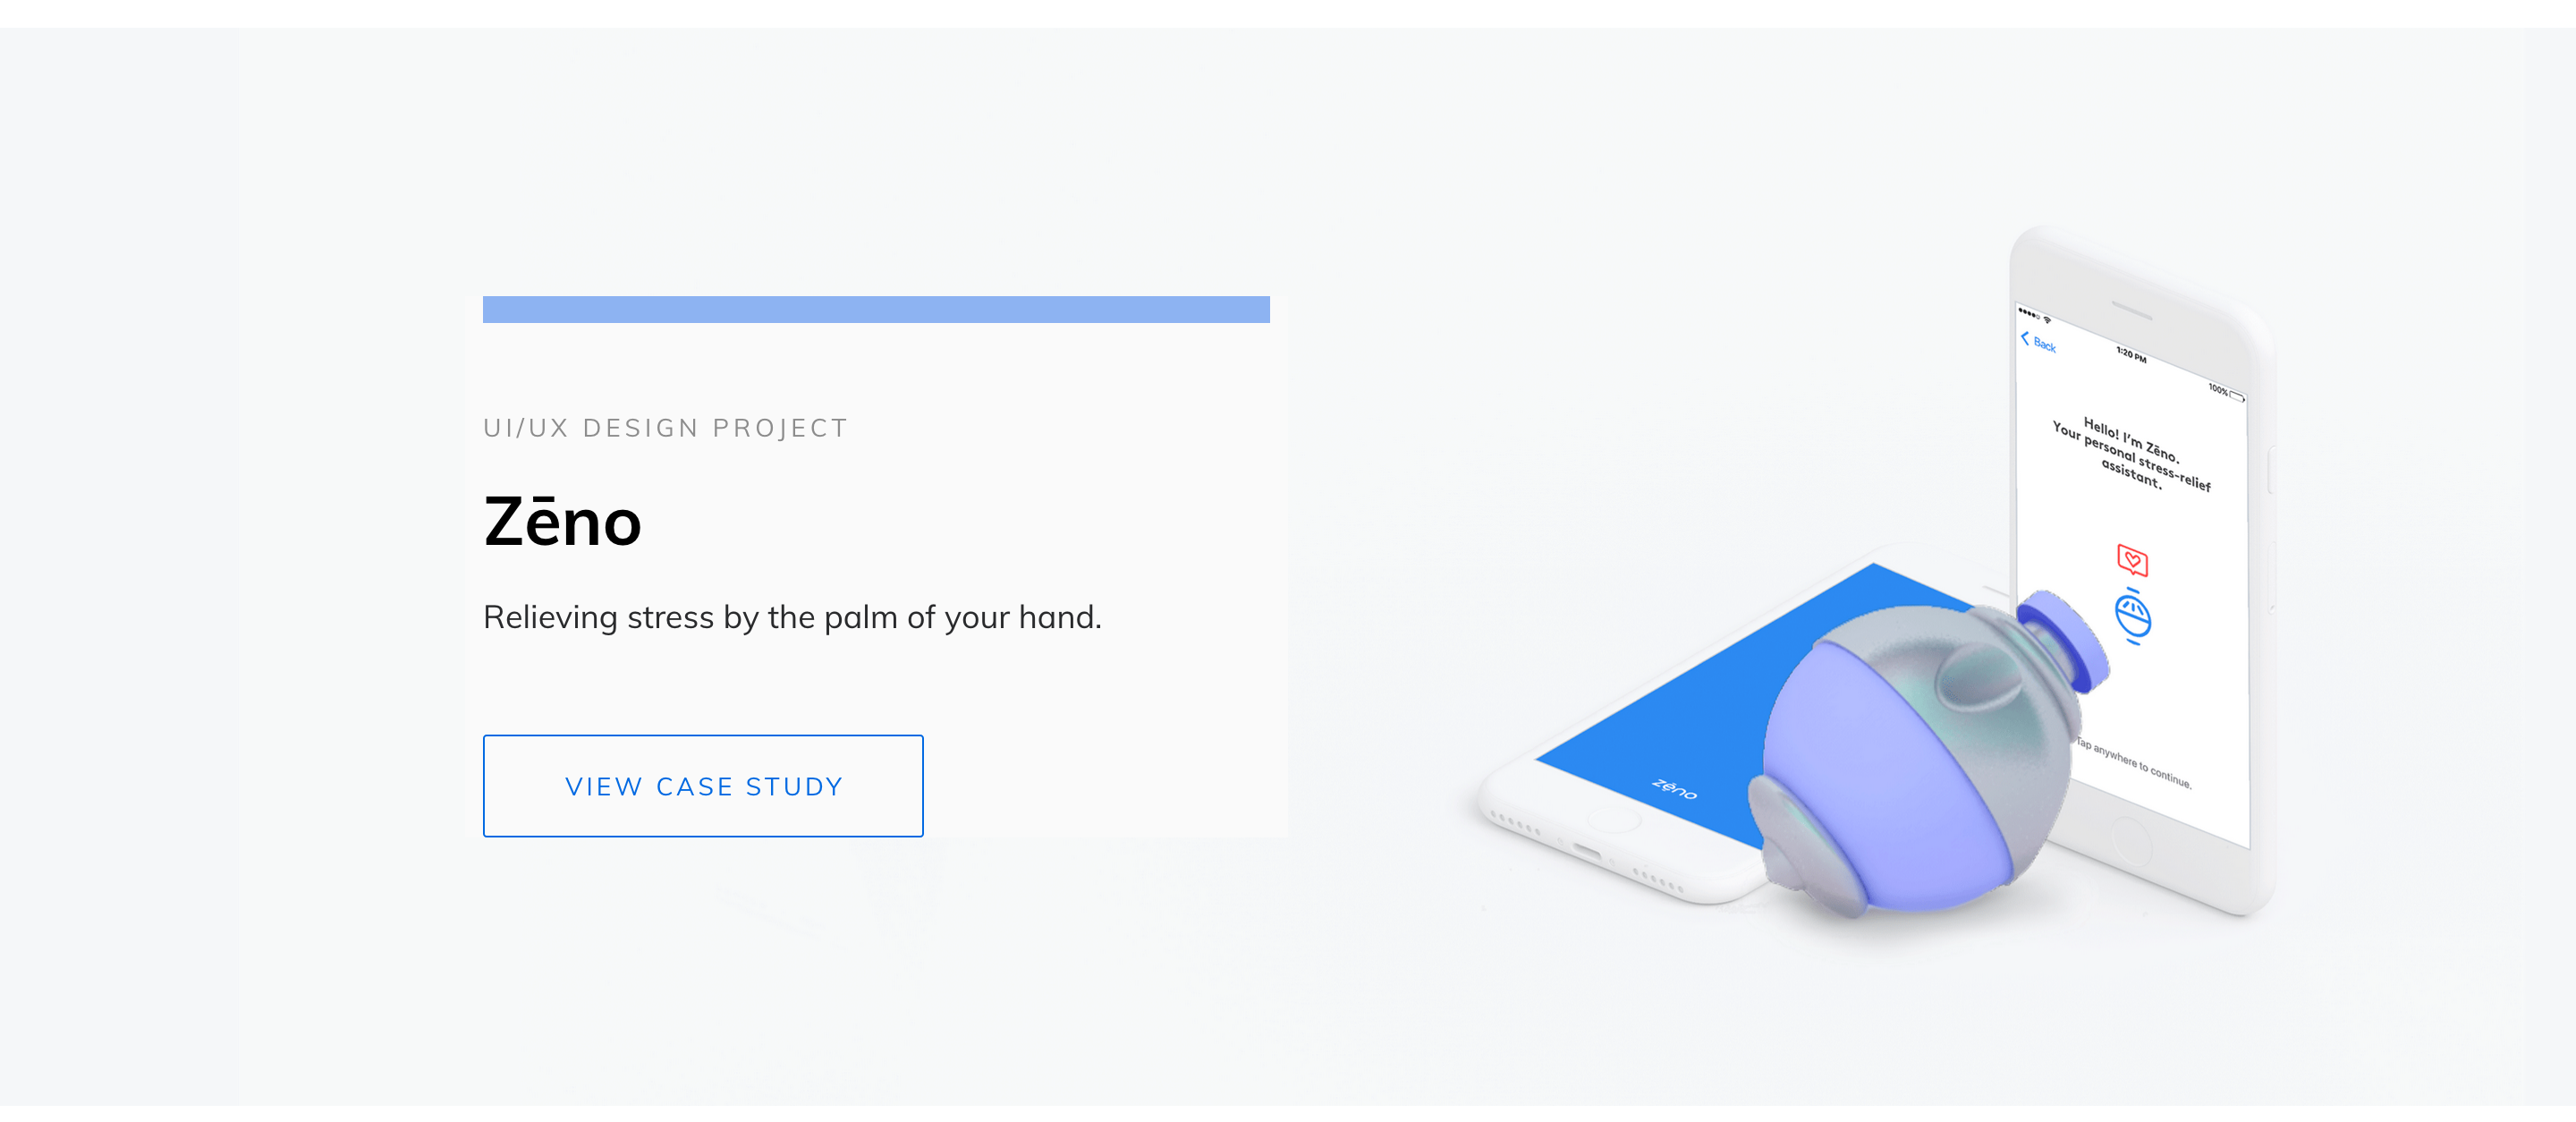 UI/UX DESIGN PROJECT
Zēno
Relieving stress by the palm of your hand.
VIEW CASE STUDY
zēno
Back
1:20 PM
100%
Hello! I'm Zēno.
Your personal stress-relief
assistant.
Tap anywhere to continue.